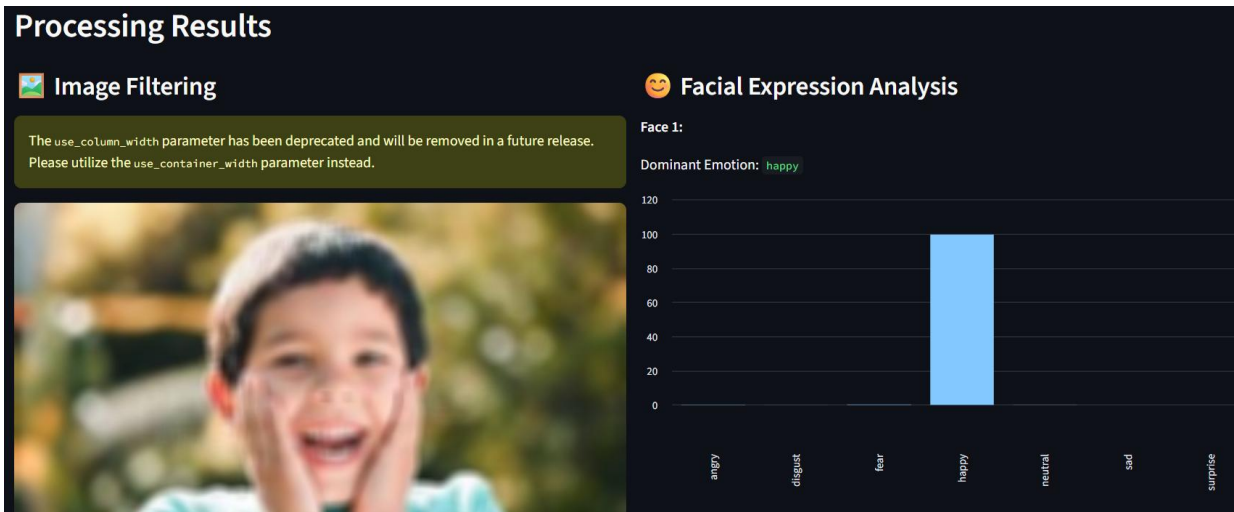 Processing Results
Image Filtering
The use_column_width parameter has been deprecated and will be removed in a future release.
Please utilize the use_container_width parameter instead.
Facial Expression Analysis
Face 1:
Dominant Emotion: happy
120
100
80
60
40
20
0
angry
disgust
fear
happy
neutral
sad
surprise